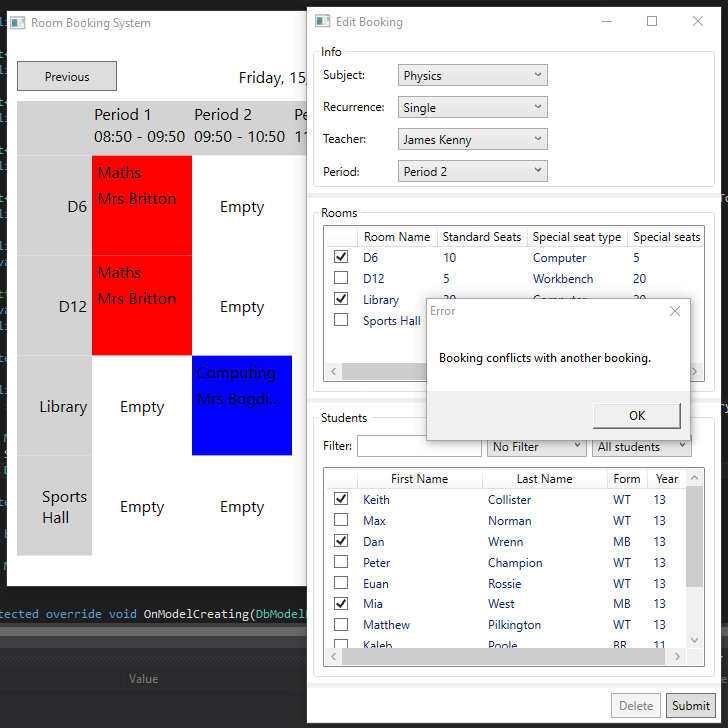 Room Booking System
Previous
Friday, 15
Period 1
08:50 - 09:50
Period 2
09:50 - 10:50
D6
Maths
Mrs Britton
Empty
D12
Maths
Mrs Britton
Empty
Library
Empty
Computing
Mrs Bogdi...
Sports
Hall
Empty
Empty
tected override void OnModelCreating(DbModel
Value
Edit Booking
Info
Subject: Physics
Recurrence: Single
Teacher: James Kenny
Period: Period 2
Rooms
Room Name Standard Seats Special seat type Special seats
D6 10 Computer 5
D12 5 Workbench 20
Library 20 Computer 20
Sports Hall
Error
Booking conflicts with another booking.
OK
Students
Filter: No Filter All students
First Name Last Name Form Year
Keith Collister WT 13
Max Norman WT 13
Dan Wrenn MB 13
Peter Champion WT 13
Euan Rossie WT 13
Mia West MB 13
Matthew Pilkington WT 13
Kaleb Poole BR 11
Delete Submit